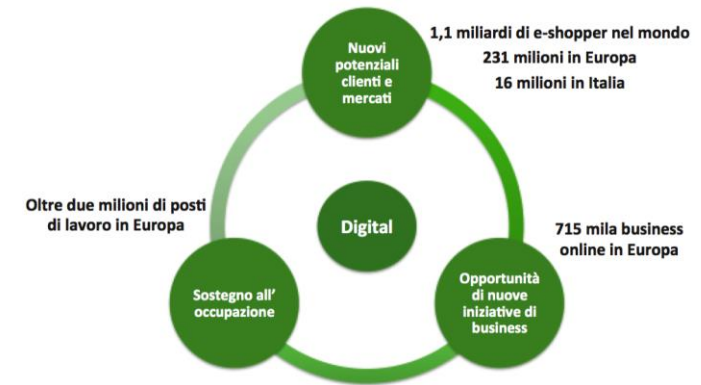 Nuovi
potenziali
clienti e
mercati
1,1 miliardi di e-shopper nel mondo
231 milioni in Europa
16 milioni in Italia
Oltre due milioni di posti
di lavoro in Europa
Digital
715 mila business
online in Europa
Sostegno all’
occupazione
Opportunità
di nuove
iniziative di
business